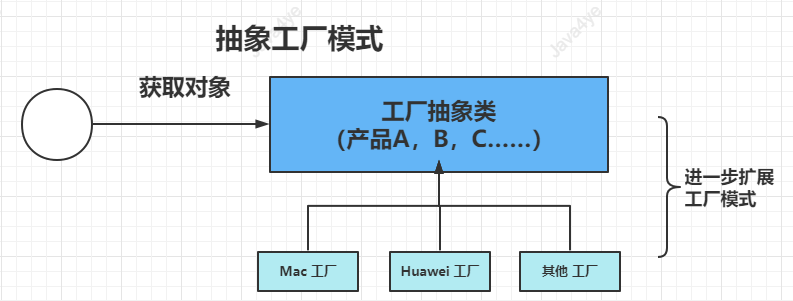 抽象工厂模式
Java4ye
Java4ye
获取对象
工厂抽象类
（产品A，B，C……）
进一步扩展
工厂模式
Mac 工厂
Huawei 工厂
其他 工厂